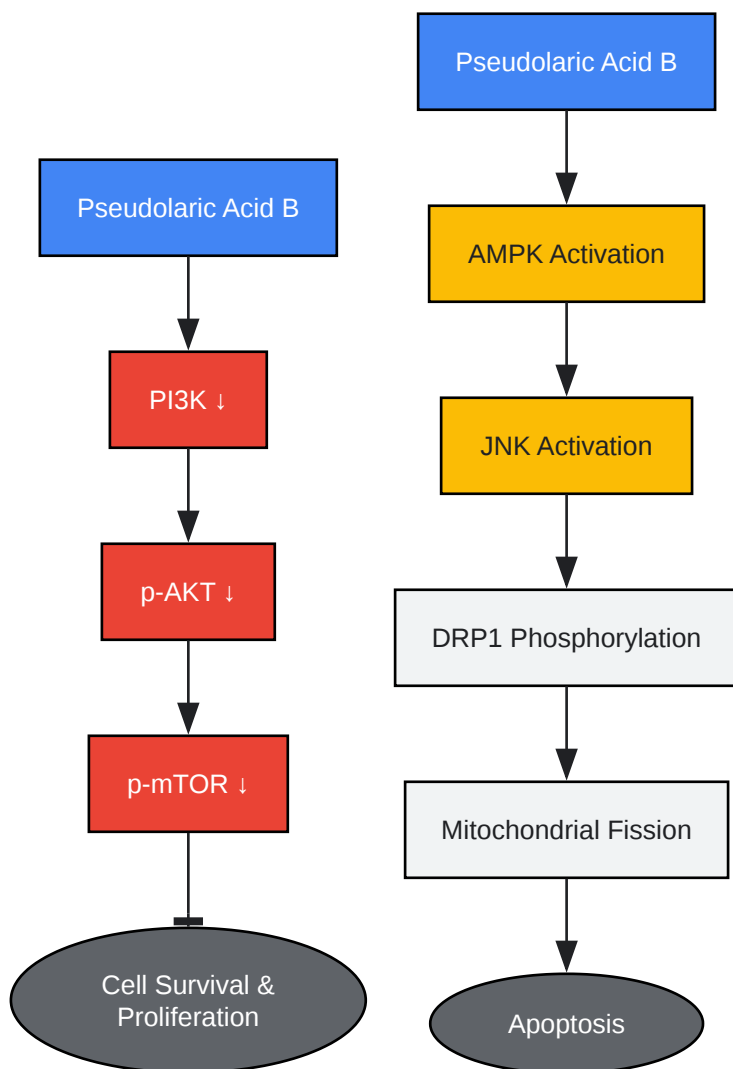 Pseudolaric Acid B
PI3K ↓
p-AKT ↓
p-mTOR ↓
Cell Survival &
Proliferation
Pseudolaric Acid B
AMPK Activation
JNK Activation
DRP1 Phosphorylation
Mitochondrial Fission
Apoptosis